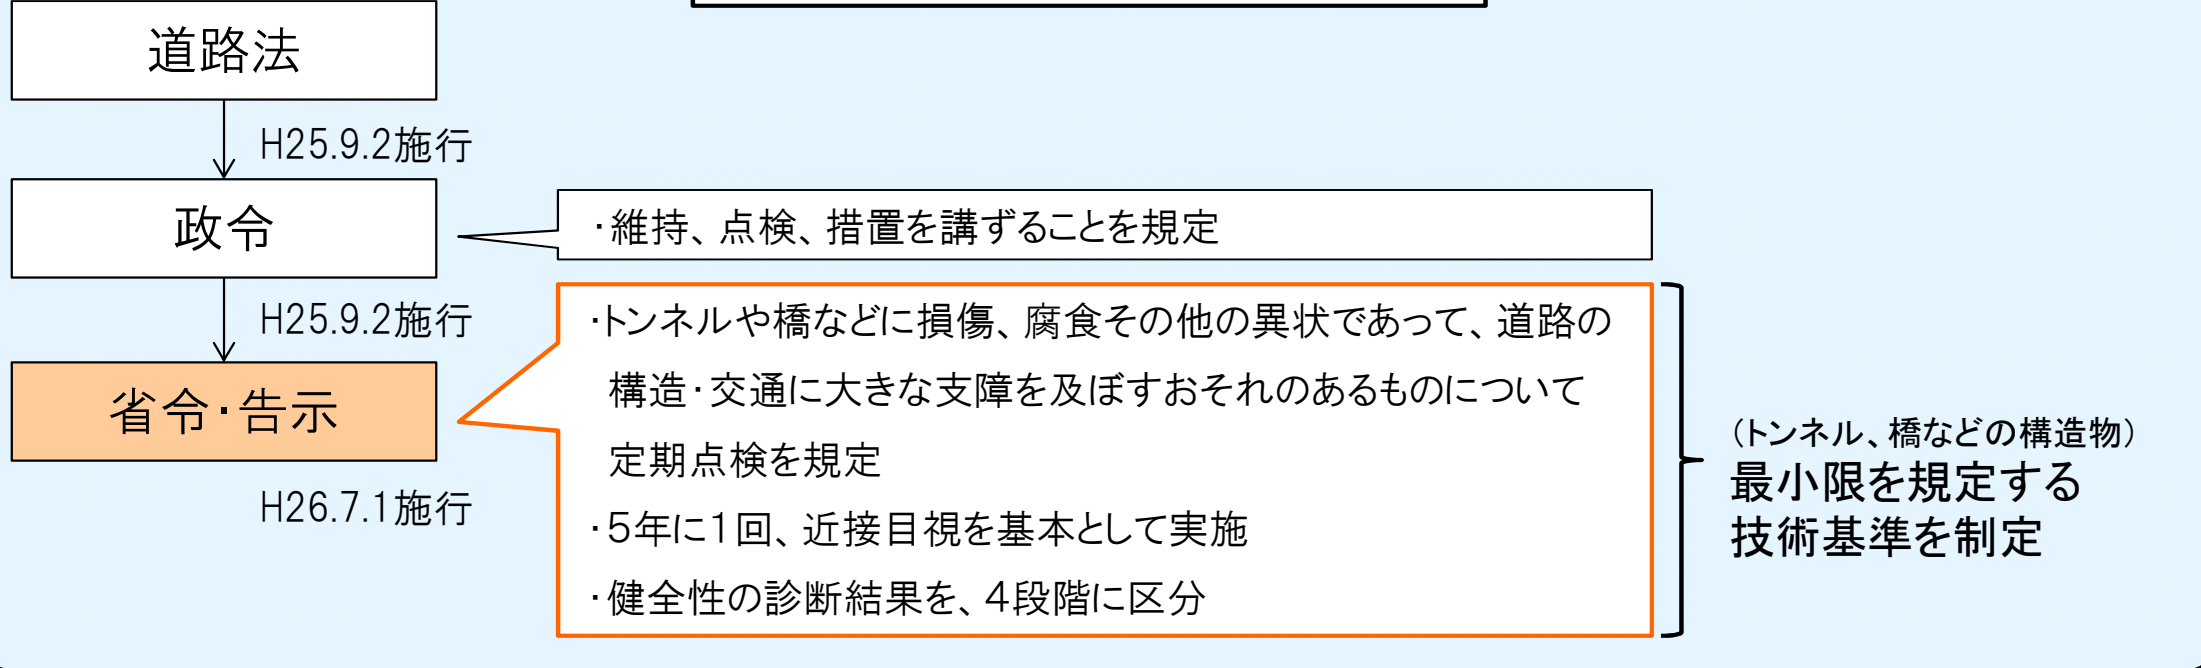 道路法
H25.9.2施行
政令
・維持、点検、措置を講ずることを規定
H25.9.2施行
省令・告示
H26.7.1施行
・トンネルや橋などに損傷、腐食その他の異状であって、道路の
構造・交通に大きな支障を及ぼすおそれのあるものについて
定期点検を規定
・5年に1回、近接目視を基本として実施
・健全性の診断結果を、4段階に区分
（トンネル、橋などの構造物）
最小限を規定する
技術基準を制定